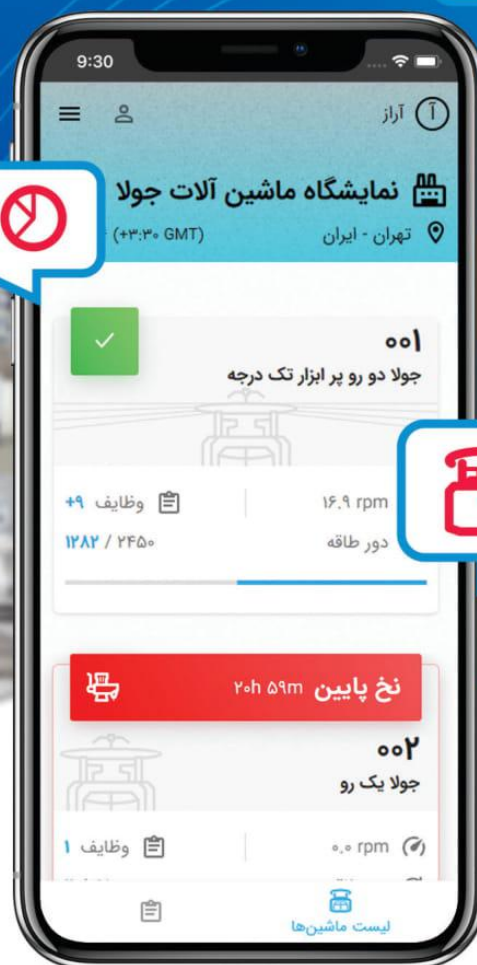 9:30
آراز
نمایشگاه ماشین آلات جولا
تهران - ایران
(+۳:۳۰ GMT)
۰۰۱
جولا دو رو پر ابزار تک درجه
۱۶.۹ rpm
وظایف ۹+
دور طاقه
۱۲۸۲ / ۲۴۵۰
نخ پایین ۲۰h ۵۹m
۰۰۲
جولا یک رو
۰.۰ rpm
وظایف ۱
لیست ماشین‌ها